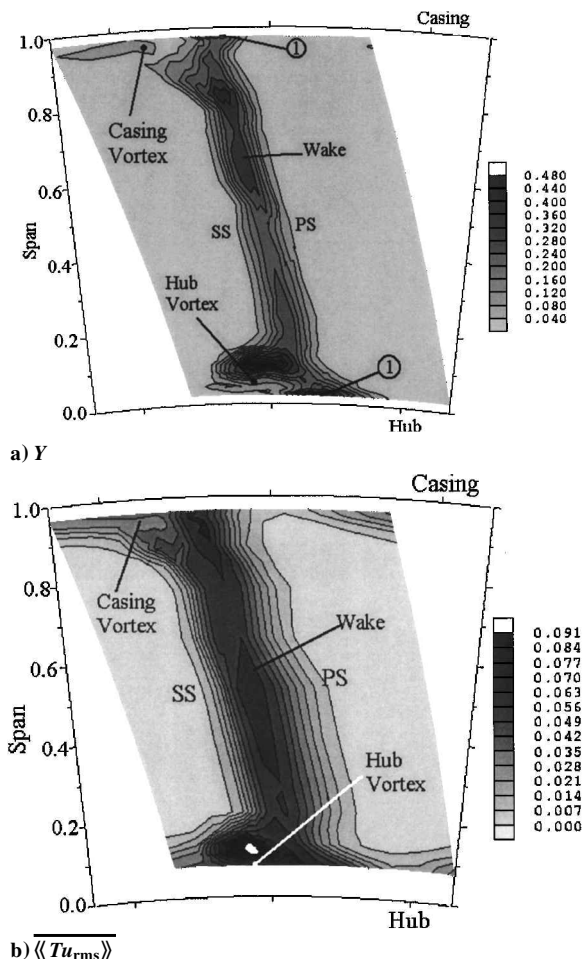 Casing
1.0
①
0.8
Casing
Vortex
Wake
0.6
SS
PS
Span
0.4
Hub
Vortex
0.2
①
0.0
Hub
0.480
0.440
0.400
0.360
0.320
0.280
0.240
0.200
0.160
0.120
0.080
0.040
a) Y
Casing
1.0
0.8
Casing
Vortex
Wake
0.6
SS
PS
Span
0.4
Hub
Vortex
0.2
0.0
Hub
0.091
0.084
0.077
0.070
0.063
0.056
0.049
0.042
0.035
0.028
0.021
0.014
0.007
0.000
b) ⟨⟨Tu rms⟩⟩